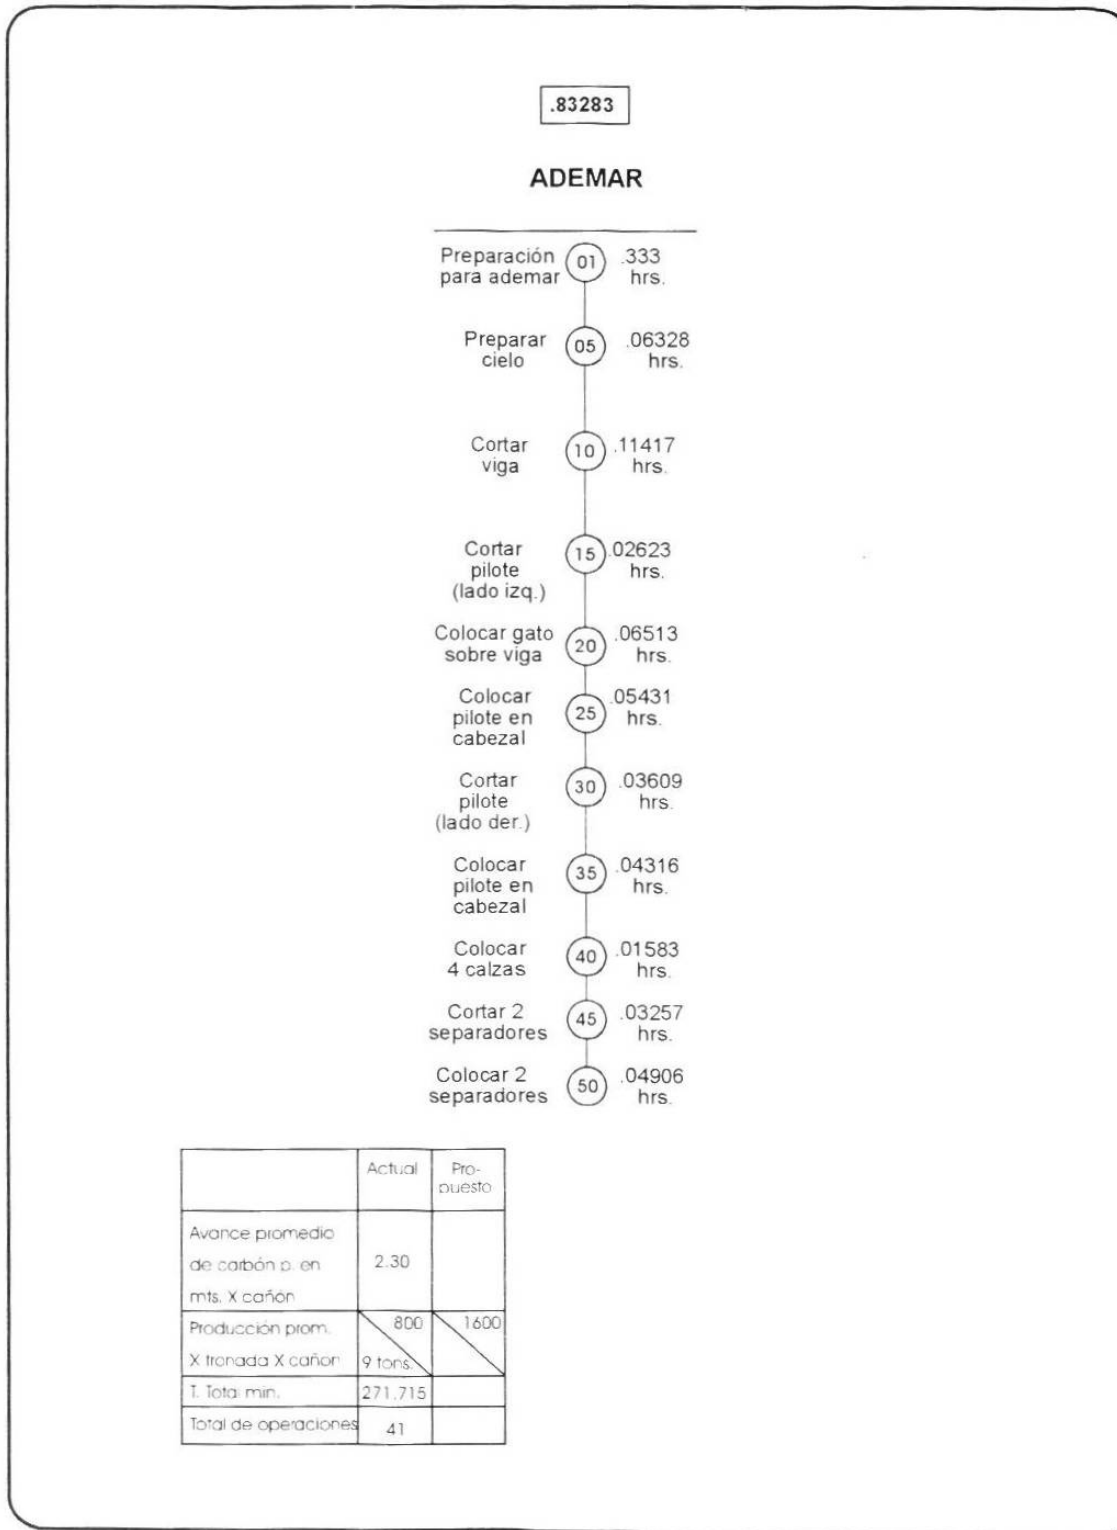 .83283
ADEMAR
Preparación
para ademar
01
.333
hrs.
Preparar
cielo
05
.06328
hrs.
Cortar
viga
10
.11417
hrs.
Cortar
pilote
(lado izq.)
15
.02623
hrs.
Colocar gato
sobre viga
20
.06513
hrs.
Colocar
pilote en
cabezal
25
.05431
hrs.
Cortar
pilote
(lado der.)
30
.03609
hrs.
Colocar
pilote en
cabezal
35
.04316
hrs.
Colocar
4 calzas
40
.01583
hrs.
Cortar 2
separadores
45
.03257
hrs.
Colocar 2
separadores
50
.04906
hrs.
Actual
Pro-
puesto
Avance promedio
de carbón p. en
mts. X cañón
2.30
Producción prom.
X tronada X cañon
800
9 tons.
1600
T. Total min.
271.715
Total de operaciones
41